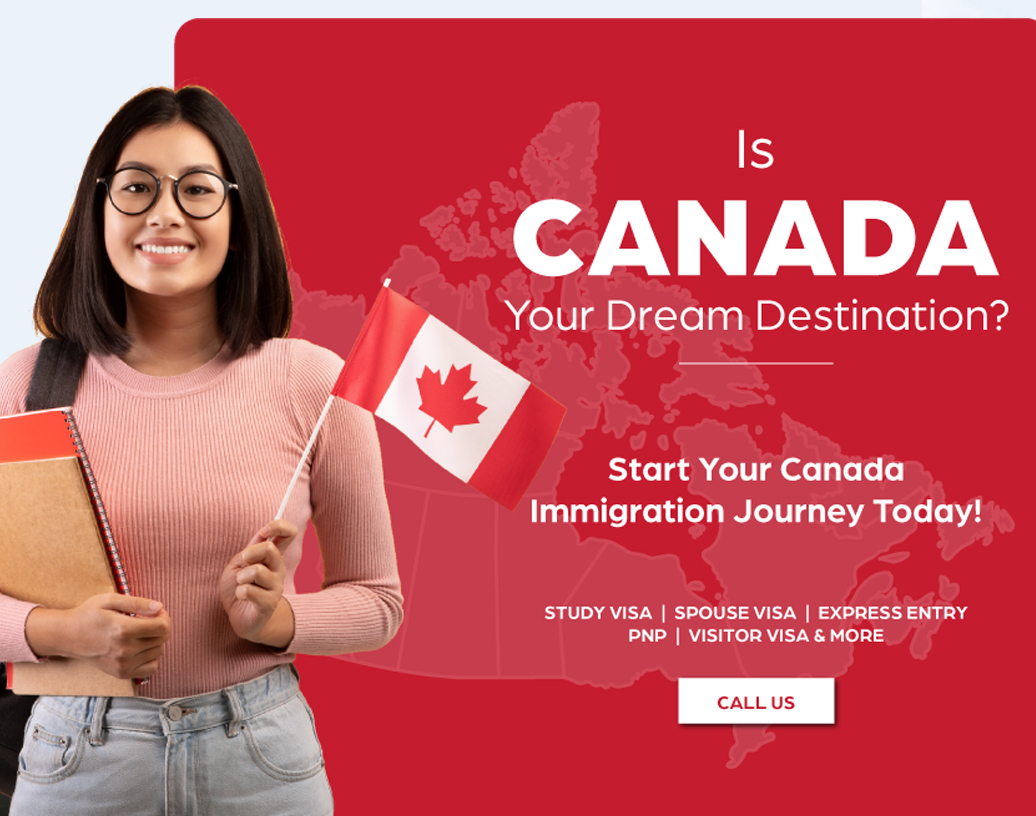 Is
CANADA
Your Dream Destination?
Start Your Canada
Immigration Journey Today!
STUDY VISA | SPOUSE VISA | EXPRESS ENTRY
PNP | VISITOR VISA & MORE
CALL US